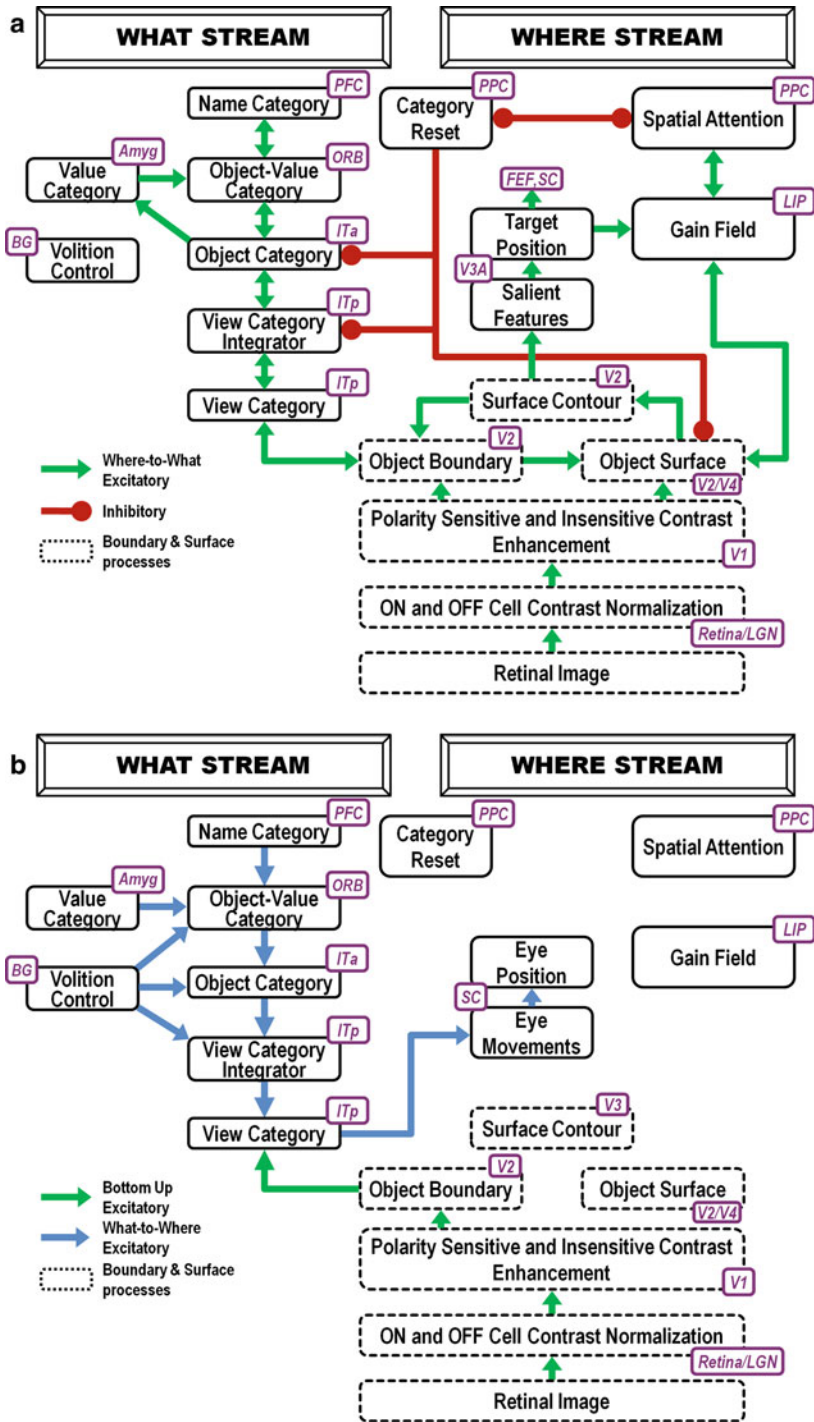 a
WHAT STREAM
WHERE STREAM
PFC
Name Category
PPC
Category
Reset
PPC
Spatial Attention
Amyg
Value
Category
ORB
Object-Value
Category
FEF,SC
Target
Position
LIP
Gain Field
BG
Volition
Control
ITa
Object Category
V3A
Salient
Features
ITp
View Category
Integrator
ITp
View Category
V2
Surface Contour
V2
Object Boundary
Object Surface
V2/V4
Where-to-What
Excitatory
Inhibitory
Boundary & Surface
processes
Polarity Sensitive and Insensitive Contrast
Enhancement
V1
ON and OFF Cell Contrast Normalization
Retina/LGN
Retinal Image
b
WHAT STREAM
WHERE STREAM
PFC
Name Category
PPC
Category
Reset
PPC
Spatial Attention
Amyg
Value
Category
ORB
Object-Value
Category
Eye
Position
LIP
Gain Field
BG
Volition
Control
ITa
Object Category
SC
Eye
Movements
ITp
View Category
Integrator
ITp
View Category
V3
Surface Contour
V2
Object Boundary
Object Surface
V2/V4
Bottom Up
Excitatory
What-to-Where
Excitatory
Boundary & Surface
processes
Polarity Sensitive and Insensitive Contrast
Enhancement
V1
ON and OFF Cell Contrast Normalization
Retina/LGN
Retinal Image